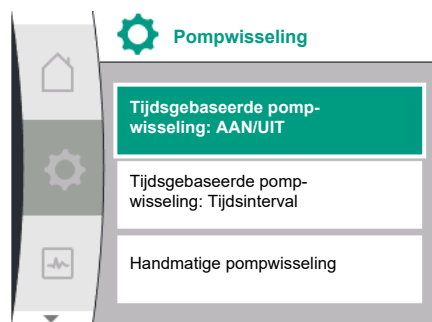 Pompwisseling
Tijdsgebaseerde pomp-
wisseling: AAN/UIT
Tijdsgebaseerde pomp-
wisseling: Tijdsinterval
Handmatige pompwisseling